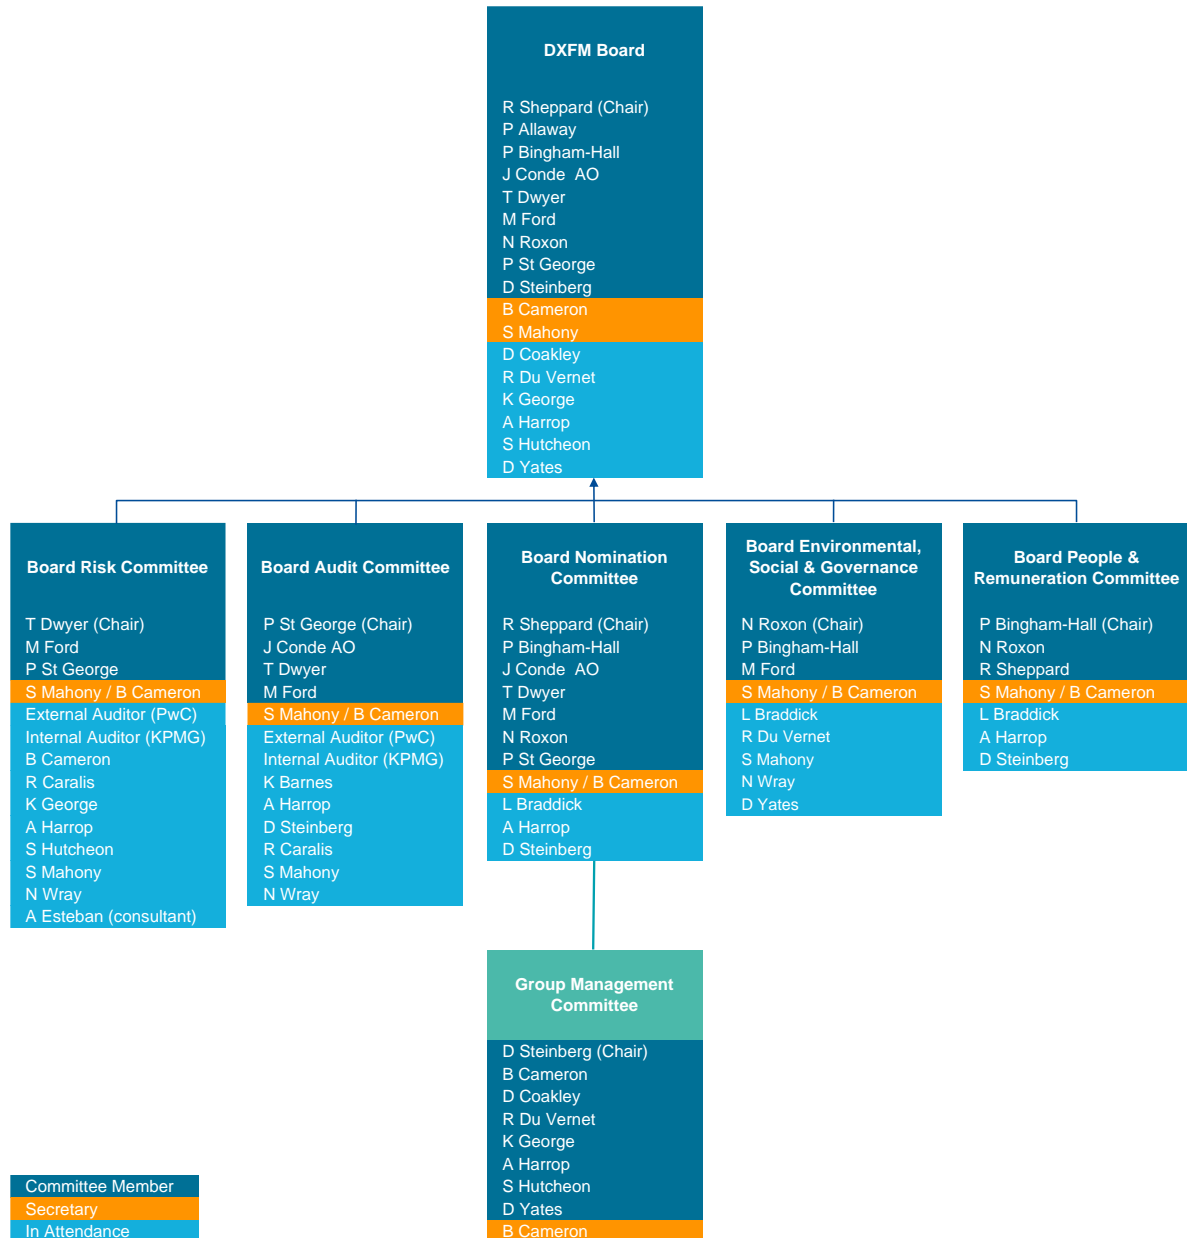 DXFM Board
R Sheppard (Chair)
P Allaway
P Bingham-Hall
J Conde  AO
T Dwyer
M Ford
N Roxon
P St George
D Steinberg
B Cameron
S Mahony
D Coakley
R Du Vernet
K George
A Harrop
S Hutcheon
D Yates
Board Risk Committee
T Dwyer (Chair)
M Ford
P St George
S Mahony / B Cameron
External Auditor (PwC)
Internal Auditor (KPMG)
B Cameron
R Caralis
K George
A Harrop
S Hutcheon
S Mahony
N Wray
A Esteban (consultant)
Board Audit Committee
P St George (Chair)
J Conde AO
T Dwyer
M Ford
S Mahony / B Cameron
External Auditor (PwC)
Internal Auditor (KPMG)
K Barnes
A Harrop
D Steinberg
R Caralis
S Mahony
N Wray
Board Nomination
Committee
R Sheppard (Chair)
P Bingham-Hall
J Conde AO
T Dwyer
M Ford
N Roxon
P St George
S Mahony / B Cameron
L Braddick
A Harrop
D Steinberg
Board Environmental,
Social & Governance
Committee
N Roxon (Chair)
P Bingham-Hall
M Ford
S Mahony / B Cameron
L Braddick
R Du Vernet
S Mahony
N Wray
D Yates
Board People &
Remuneration Committee
P Bingham-Hall (Chair)
N Roxon
R Sheppard
S Mahony / B Cameron
L Braddick
A Harrop
D Steinberg
Group Management
Committee
D Steinberg (Chair)
B Cameron
D Coakley
R Du Vernet
K George
A Harrop
S Hutcheon
D Yates
B Cameron
Committee Member
Secretary
In Attendance